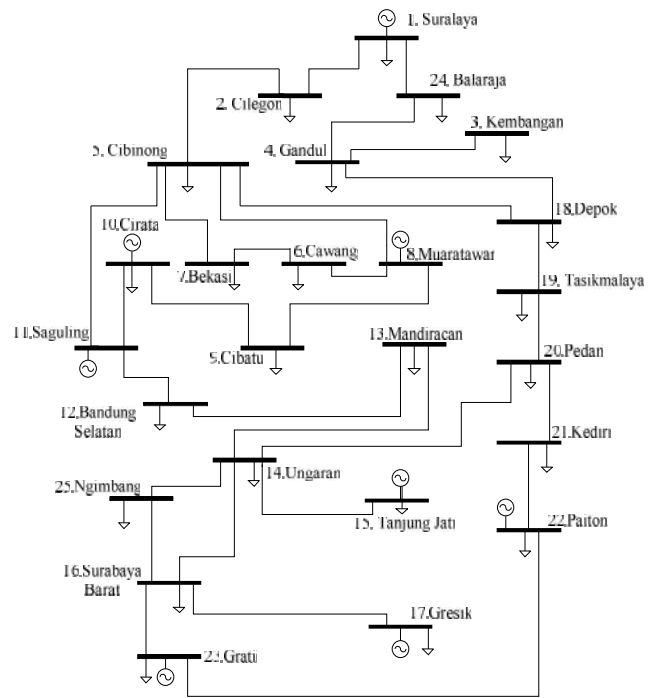 1. Suralaya
24. Balaraja
2. Cilegon
3. Kembangan
5. Cibinong
4. Gandul
18.Depok
10.Cirata
6.Cawang
8.Muaratawar
7.Bekasi
19. Tasikmalaya
11.Saguling
13.Mandiracan
9.Cibatu
20.Pedan
12.Bandung
Selatan
21.Kediri
14.Ungaran
25.Ngimbang
15. Tanjung Jati
22.Paiton
16.Surabaya
Barat
17.Gresik
23.Grati